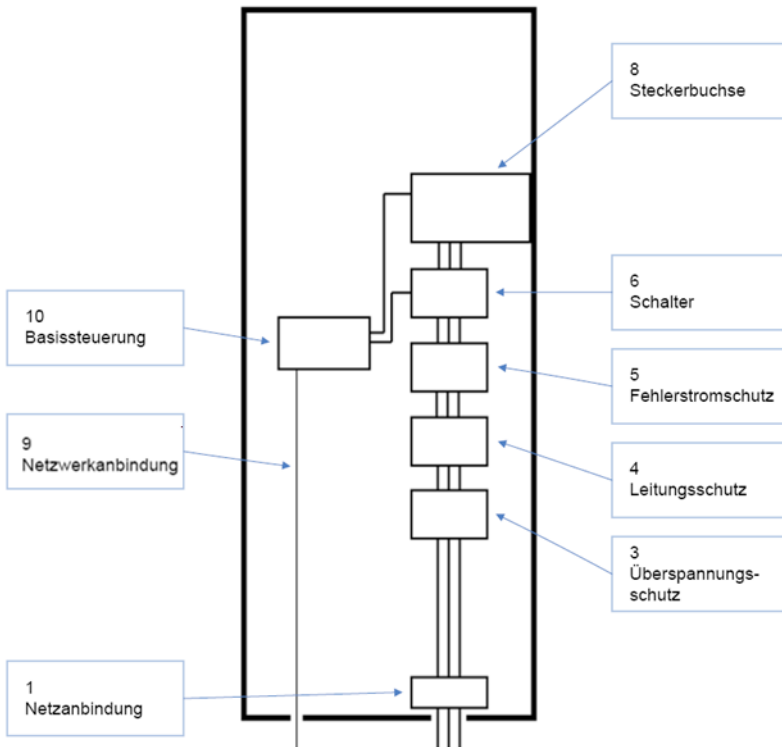 8
Steckerbuchse
6
Schalter
10
Basissteuerung
5
Fehlerstromschutz
9
Netzwerkanbindung
4
Leitungsschutz
3
Überspannungs-
schutz
1
Netzanbindung